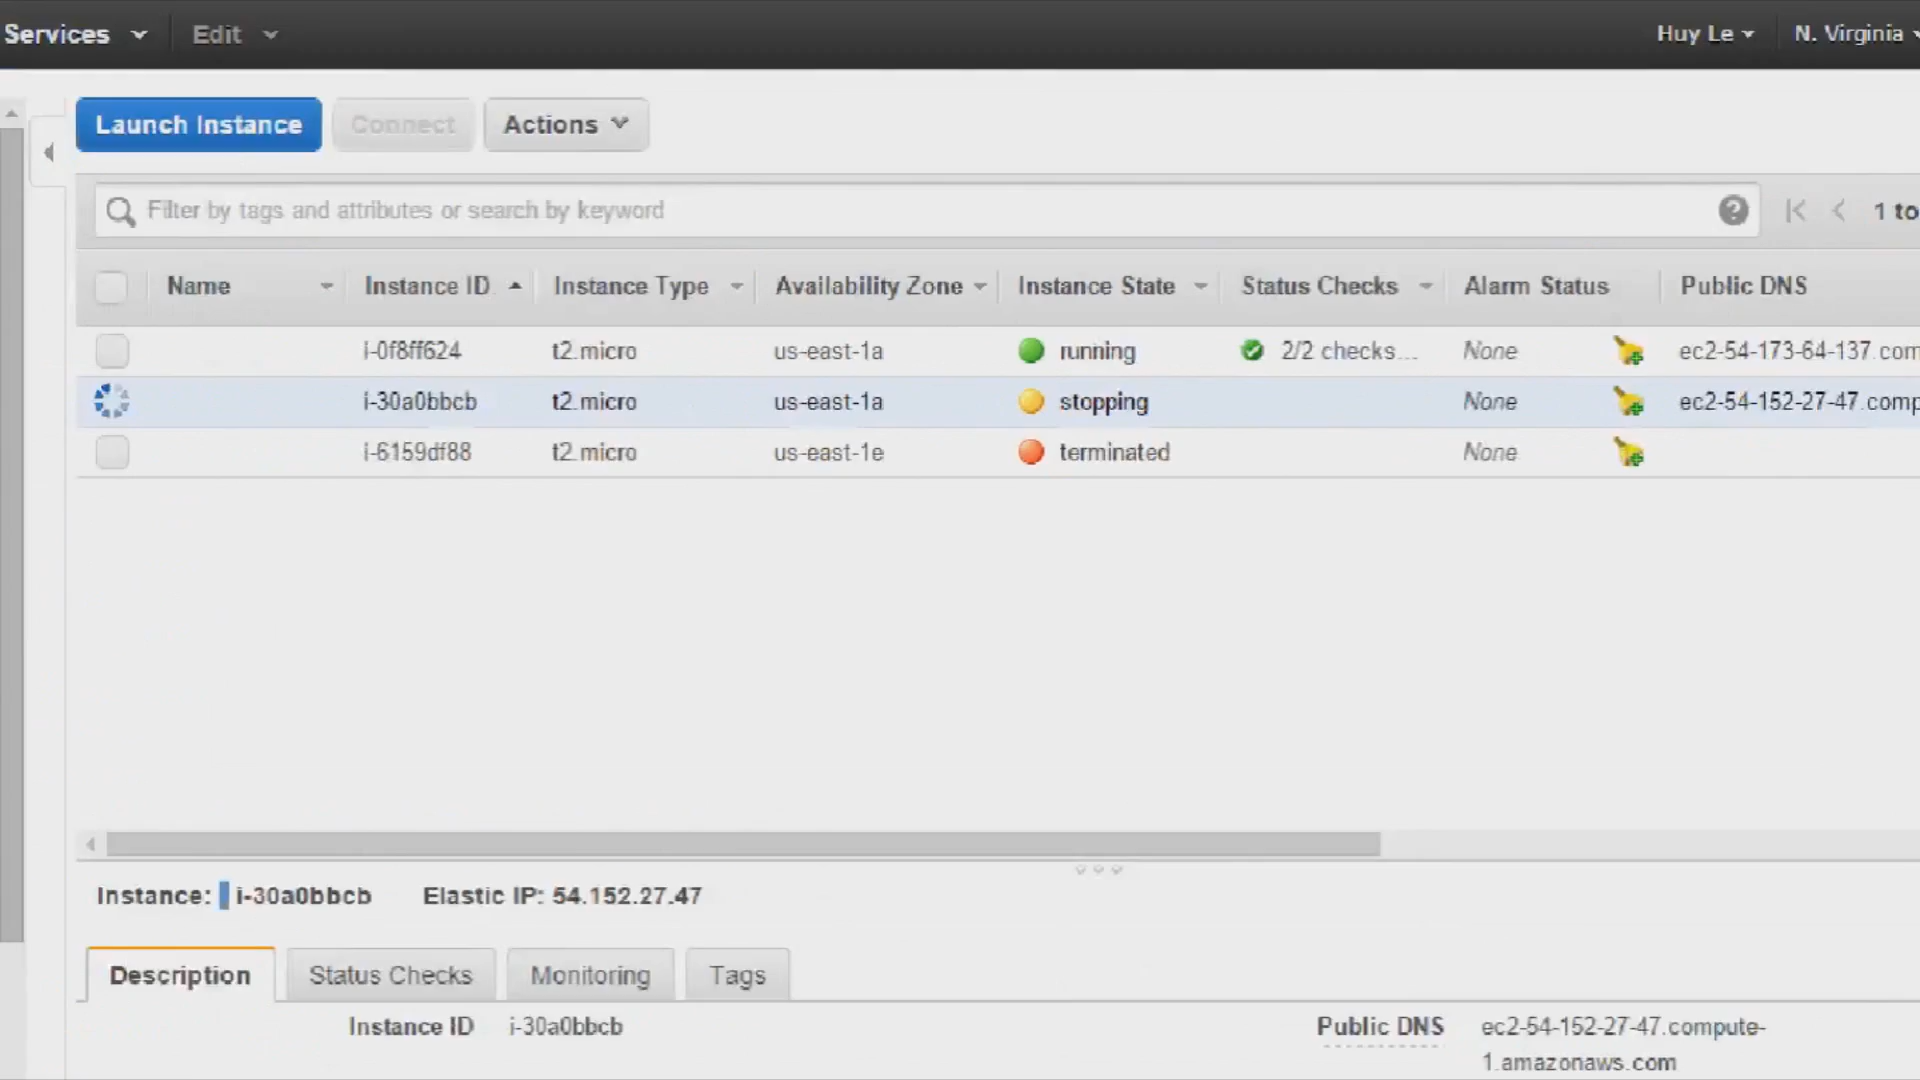 Services Edit Huy Le N. Virginia
Launch Instance Connect Actions
Filter by tags and attributes or search by keyword 1 to
Name Instance ID Instance Type Availability Zone Instance State Status Checks Alarm Status Public DNS
i-0f8ff624 t2.micro us-east-1a running 2/2 checks... None ec2-54-173-64-137.com
i-30a0bbcb t2.micro us-east-1a stopping None ec2-54-152-27-47.comp
i-6159df88 t2.micro us-east-1e terminated None
Instance: i-30a0bbcb Elastic IP: 54.152.27.47
Description Status Checks Monitoring Tags
Instance ID i-30a0bbcb Public DNS ec2-54-152-27-47.compute-
1.amazonaws.com